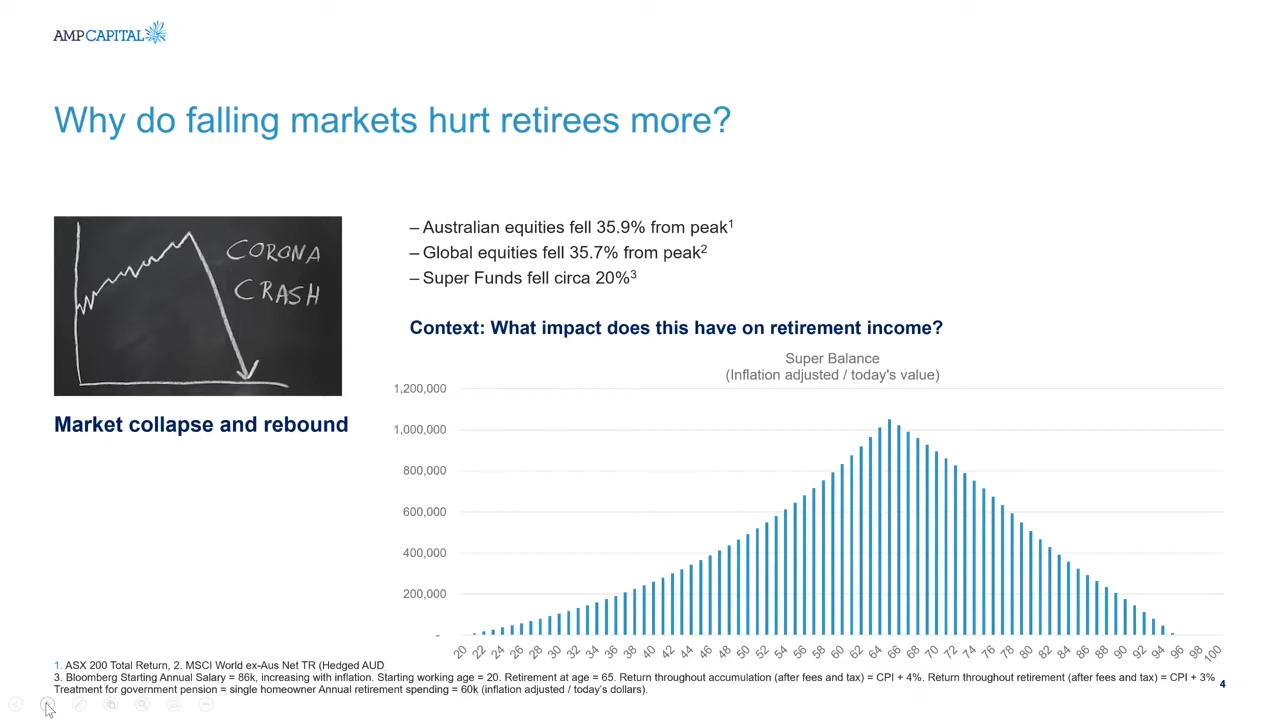 AMPCAPITAL
Why do falling markets hurt retirees more?
CORONA
CRASH
Market collapse and rebound
– Australian equities fell 35.9% from peak1
– Global equities fell 35.7% from peak2
– Super Funds fell circa 20%3
Context: What impact does this have on retirement income?
Super Balance
(Inflation adjusted / today's value)
1,200,000
1,000,000
800,000
600,000
400,000
200,000
-
20 22 24 26 28 30 32 34 36 38 40 42 44 46 48 50 52 54 56 58 60 62 64 66 68 70 72 74 76 78 80 82 84 86 88 90 92 94 96 98 100
1. ASX 200 Total Return, 2. MSCI World ex-Aus Net TR (Hedged AUD
3. Bloomberg Starting Annual Salary = 86k, increasing with inflation. Starting working age = 20. Retirement at age = 65. Return throughout accumulation (after fees and tax) = CPI + 4%. Return throughout retirement (after fees and tax) = CPI + 3%
Treatment for government pension = single homeowner Annual retirement spending = 60k (inflation adjusted / today's dollars).
4